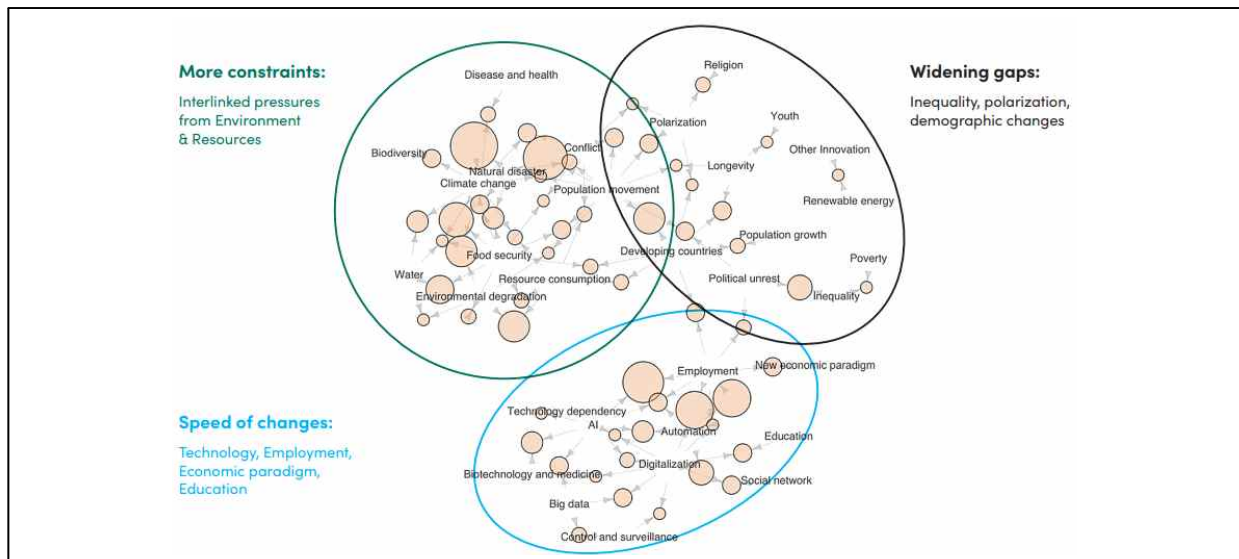 More constraints:
Interlinked pressures
from Environment
& Resources
Widening gaps:
Inequality, polarization,
demographic changes
Disease and health
Religion
Polarization
Youth
Biodiversity
Conflict
Other Innovation
Natural disaster
Longevity
Climate change
Population movement
Renewable energy
Population growth
Food security
Developing countries
Poverty
Water
Resource consumption
Political unrest
Environmental degradation
Inequality
Speed of changes:
Technology, Employment,
Economic paradigm,
Education
Employment
New economic paradigm
Technology dependency
AI
Automation
Education
Digitalization
Biotechnology and medicine
Social network
Big data
Control and surveillance